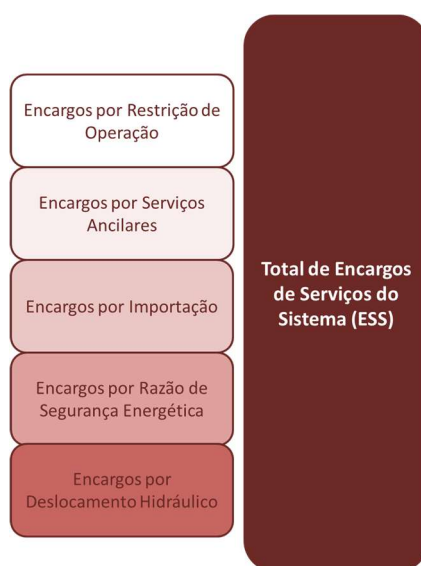 Encargos por Restrição de
Operação
Encargos por Serviços
Ancilares
Encargos por Importação
Encargos por Razão de
Segurança Energética
Encargos por
Deslocamento Hidráulico
Total de Encargos
de Serviços do
Sistema (ESS)